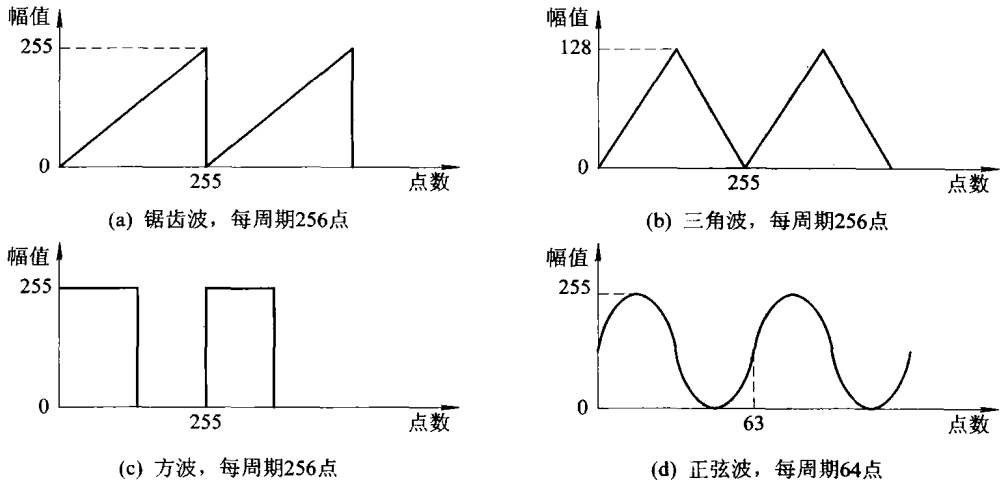 幅值
255
0
255
点数
(a) 锯齿波，每周期256点
幅值
128
0
255
点数
(b) 三角波，每周期256点
幅值
255
0
255
点数
(c) 方波，每周期256点
幅值
255
0
63
点数
(d) 正弦波，每周期64点